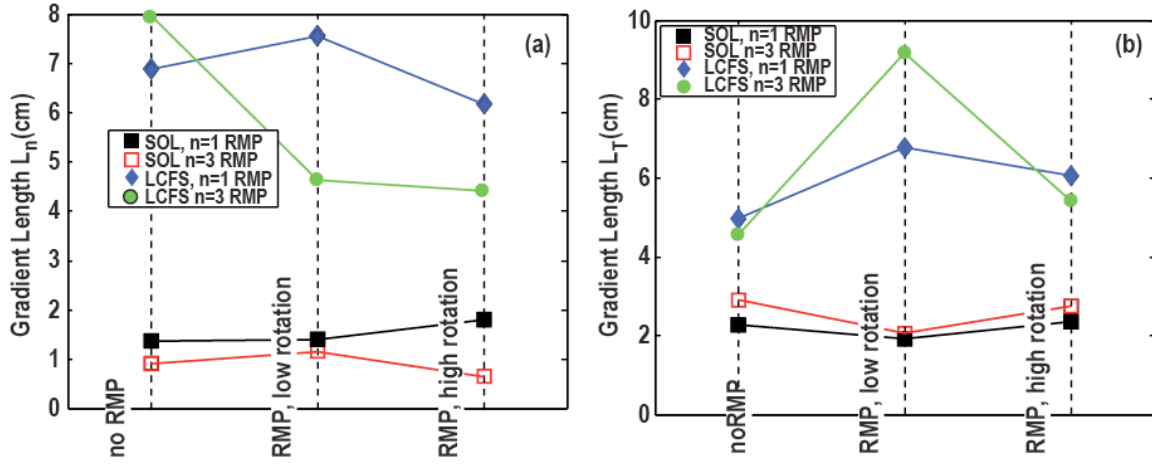 8
7
6
5
4
3
2
1
0
Gradient Length Ln(cm)
(a)
SOL, n=1 RMP
SOL n=3 RMP
LCFS, n=1 RMP
LCFS n=3 RMP
no RMP
RMP, low rotation
RMP, high rotation
10
8
6
4
2
0
Gradient Length LT(cm)
(b)
SOL, n=1 RMP
SOL n=3 RMP
LCFS, n=1 RMP
LCFS n=3 RMP
noRMP
RMP, low rotation
RMP, high rotation